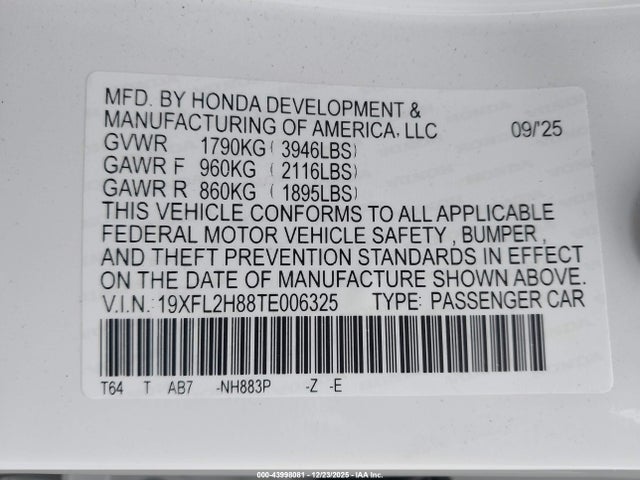 MFD. BY HONDA DEVELOPMENT &
MANUFACTURING OF AMERICA, LLC 09/'25
GVWR 1790KG ( 3946LBS)
GAWR F 960KG ( 2116LBS)
GAWR R 860KG ( 1895LBS)
THIS VEHICLE CONFORMS TO ALL APPLICABLE
FEDERAL MOTOR VEHICLE SAFETY , BUMPER ,
AND THEFT PREVENTION STANDARDS IN EFFECT
ON THE DATE OF MANUFACTURE SHOWN ABOVE.
V.I.N.: 19XFL2H88TE006325 TYPE: PASSENGER CAR
T64 T AB7 -NH883P -Z -E
000-43998081 - 12/23/2025 - IAA Inc.